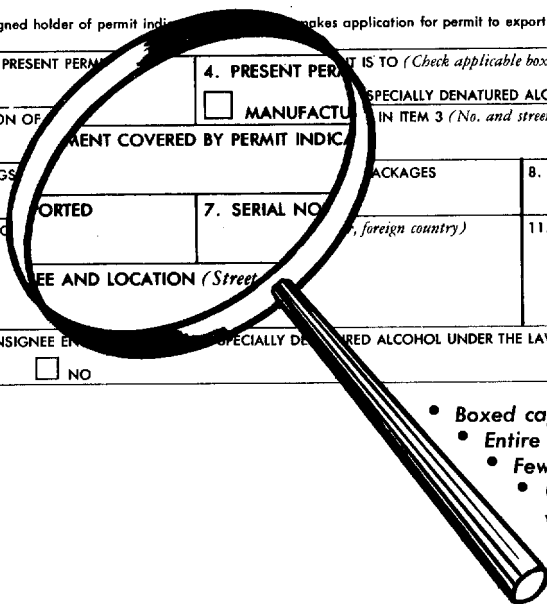 gned holder of permit indi makes application for permit to export
PRESENT PERM 4. PRESENT PER IT IS TO (Check applicable box
MANUFACTU SPECIALLY DENATURED ALC
ON OF IN ITEM 3 (No. and stree
MENT COVERED BY PERMIT INDICA
GS ACKAGES 8.
ORTED 7. SERIAL NO
, foreign country) 11.
EE AND LOCATION (Street
NSIGNEE EN SPECIALLY DE RED ALCOHOL UNDER THE LA
NO
• Boxed ca
• Entire
• Few
•